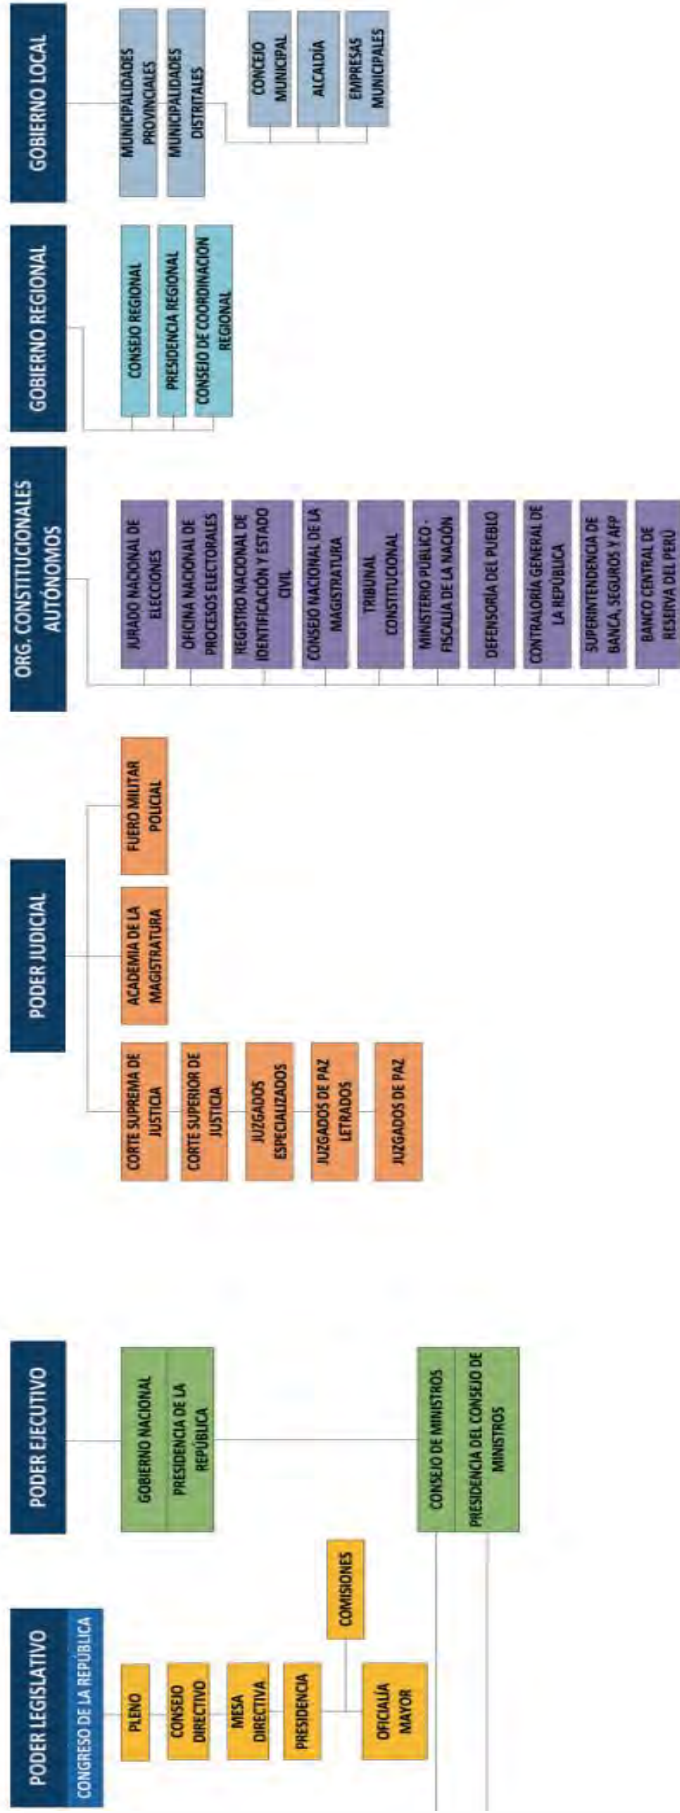 PODER LEGISLATIVO
CONGRESO DE LA REPÚBLICA
PLENO
CONSEJO
DIRECTIVO
MESA
DIRECTIVA
PRESIDENCIA
COMISIONES
OFICIALÍA
MAYOR
PODER EJECUTIVO
GOBIERNO NACIONAL
PRESIDENCIA DE LA
REPÚBLICA
CONSEJO DE MINISTROS
PRESIDENCIA DEL CONSEJO DE
MINISTROS
PODER JUDICIAL
CORTE SUPREMA DE
JUSTICIA
CORTE SUPERIOR DE
JUSTICIA
JUZGADOS
ESPECIALIZADOS
JUZGADOS DE PAZ
LETRADOS
JUZGADOS DE PAZ
ACADEMIA DE LA
MAGISTRATURA
FUERO MILITAR
POLICIAL
ORG. CONSTITUCIONALES
AUTÓNOMOS
JURADO NACIONAL DE
ELECCIONES
OFICINA NACIONAL DE
PROCESOS ELECTORALES
REGISTRO NACIONAL DE
IDENTIFICACIÓN Y ESTADO
CIVIL
CONSEJO NACIONAL DE LA
MAGISTRATURA
TRIBUNAL
CONSTITUCIONAL
MINISTERIO PÚBLICO -
FISCALIA DE LA NACIÓN
DEFENSORÍA DEL PUEBLO
CONTRALORÍA GENERAL DE
LA REPÚBLICA
SUPERINTENDENCIA DE
BANCA, SEGUROS Y AFP
BANCO CENTRAL DE
RESERVA DEL PERÚ
GOBIERNO REGIONAL
CONSEJO REGIONAL
PRESIDENCIA REGIONAL
CONSEJO DE COORDINACION
REGIONAL
GOBIERNO LOCAL
MUNICIPALIDADES
PROVINCIALES
MUNICIPALIDADES
DISTRITALES
CONCEJO
MUNICIPAL
ALCALDÍA
EMPRESAS
MUNICIPALES